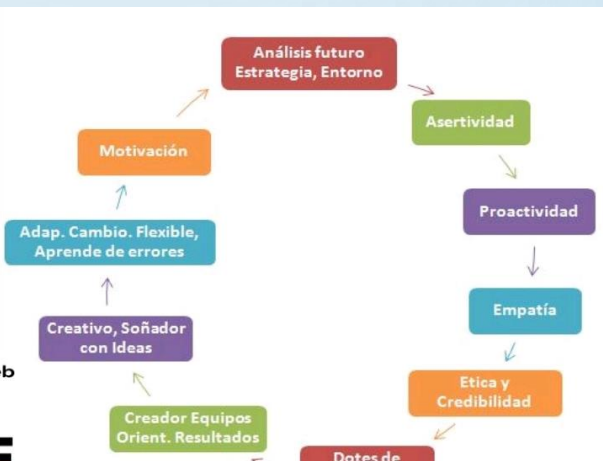 Análisis futuro
Estrategia, Entorno
Asertividad
Proactividad
Empatía
Etica y
Credibilidad
Dotes de
Creador Equipos
Orient. Resultados
Creativo, Soñador
con Ideas
Adap. Cambio. Flexible,
Aprende de errores
Motivación